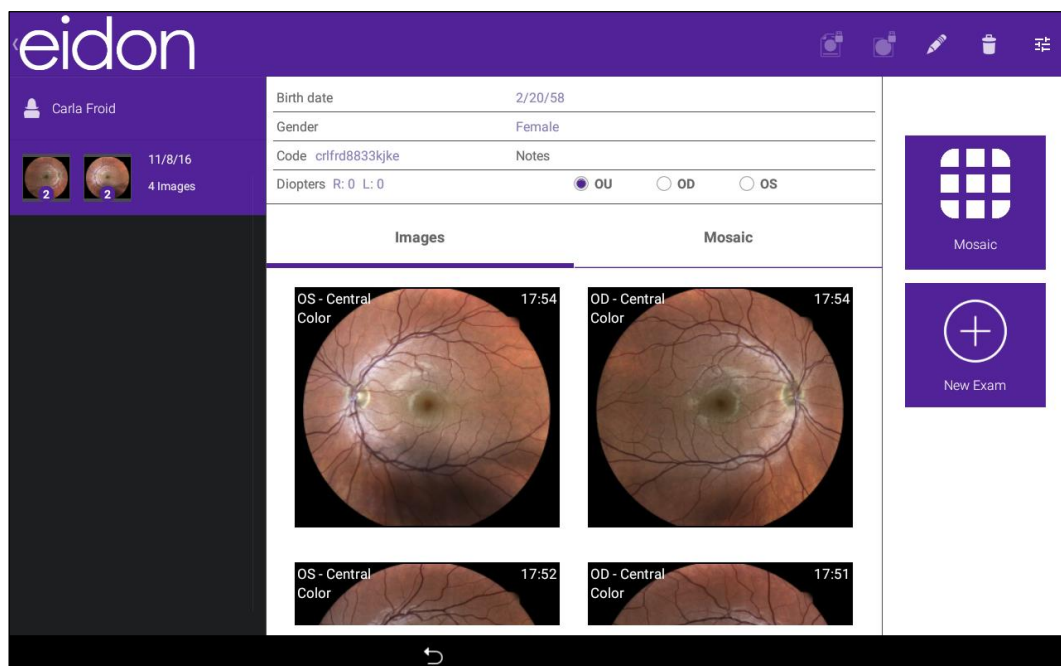 eidon
Carla Froid
11/8/16
4 Images
2
2
Birth date 2/20/58
Gender Female
Code crlfrd8833kjke Notes
Diopters R: 0 L: 0 OU OD OS
Images Mosaic
OS - Central 17:54
Color
OD - Central 17:54
Color
OS - Central 17:52
Color
OD - Central 17:51
Color
Mosaic
New Exam